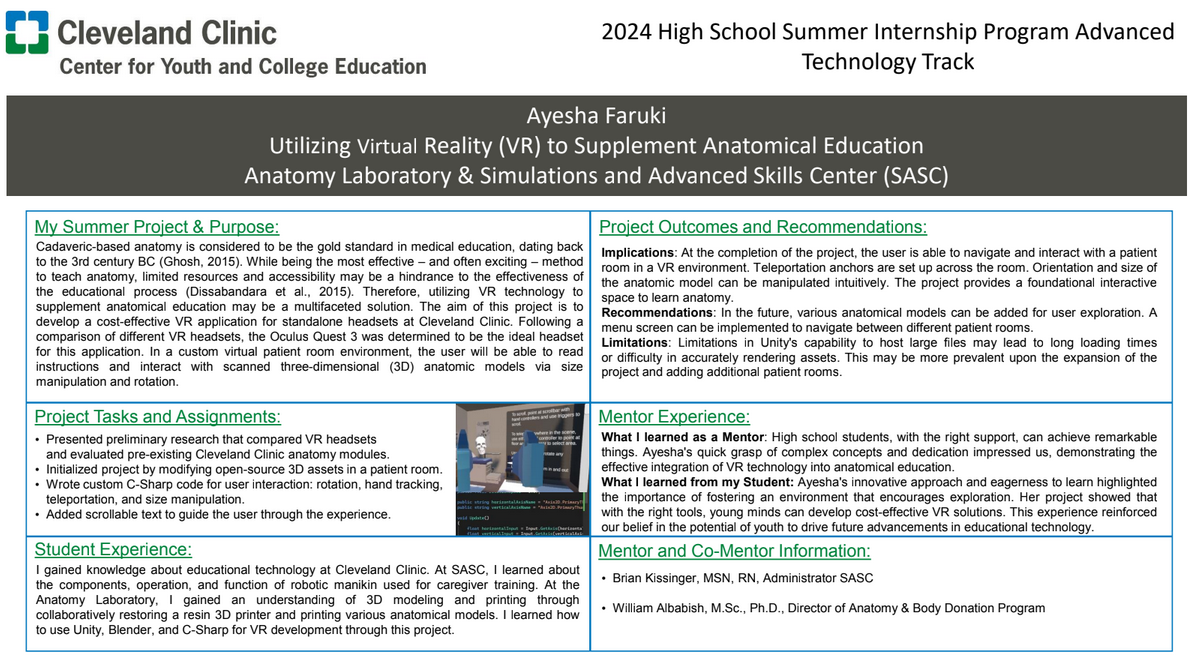 Cleveland Clinic
Center for Youth and College Education
2024 High School Summer Internship Program Advanced
Technology Track
Ayesha Faruki
Utilizing Virtual Reality (VR) to Supplement Anatomical Education
Anatomy Laboratory & Simulations and Advanced Skills Center (SASC)
My Summer Project & Purpose:
Cadaveric-based anatomy is considered to be the gold standard in medical education, dating back
to the 3rd century BC (Ghosh, 2015). While being the most effective – and often exciting – method
to teach anatomy, limited resources and accessibility may be a hindrance to the effectiveness of
the educational process (Dissabandara et al., 2015). Therefore, utilizing VR technology to
supplement anatomical education may be a multifaceted solution. The aim of this project is to
develop a cost-effective VR application for standalone headsets at Cleveland Clinic. Following a
comparison of different VR headsets, the Oculus Quest 3 was determined to be the ideal headset
for this application. In a custom virtual patient room environment, the user will be able to read
instructions and interact with scanned three-dimensional (3D) anatomic models via size
manipulation and rotation.
Project Tasks and Assignments:
• Presented preliminary research that compared VR headsets
and evaluated pre-existing Cleveland Clinic anatomy modules.
• Initialized project by modifying open-source 3D assets in a patient room.
• Wrote custom C-Sharp code for user interaction: rotation, hand tracking,
teleportation, and size manipulation.
• Added scrollable text to guide the user through the experience.
To scroll, point at scrollbar with
hand controllers and use triggers to
scroll.
public string horizontalAxisName = "Axis2D.Primary
public string verticalAxisName = "Axis2D.PrimaryThu
void Update()
{
float horizontalInput = Input.GetAxis(horizonta
Student Experience:
I gained knowledge about educational technology at Cleveland Clinic. At SASC, I learned about
the components, operation, and function of robotic manikin used for caregiver training. At the
Anatomy Laboratory, I gained an understanding of 3D modeling and printing through
collaboratively restoring a resin 3D printer and printing various anatomical models. I learned how
to use Unity, Blender, and C-Sharp for VR development through this project.
Project Outcomes and Recommendations:
Implications: At the completion of the project, the user is able to navigate and interact with a patient
room in a VR environment. Teleportation anchors are set up across the room. Orientation and size of
the anatomic model can be manipulated intuitively. The project provides a foundational interactive
space to learn anatomy.
Recommendations: In the future, various anatomical models can be added for user exploration. A
menu screen can be implemented to navigate between different patient rooms.
Limitations: Limitations in Unity's capability to host large files may lead to long loading times
or difficulty in accurately rendering assets. This may be more prevalent upon the expansion of the
project and adding additional patient rooms.
Mentor Experience:
What I learned as a Mentor: High school students, with the right support, can achieve remarkable
things. Ayesha's quick grasp of complex concepts and dedication impressed us, demonstrating the
effective integration of VR technology into anatomical education.
What I learned from my Student: Ayesha's innovative approach and eagerness to learn highlighted
the importance of fostering an environment that encourages exploration. Her project showed that
with the right tools, young minds can develop cost-effective VR solutions. This experience reinforced
our belief in the potential of youth to drive future advancements in educational technology.
Mentor and Co-Mentor Information:
• Brian Kissinger, MSN, RN, Administrator SASC
• William Albabish, M.Sc., Ph.D., Director of Anatomy & Body Donation Program